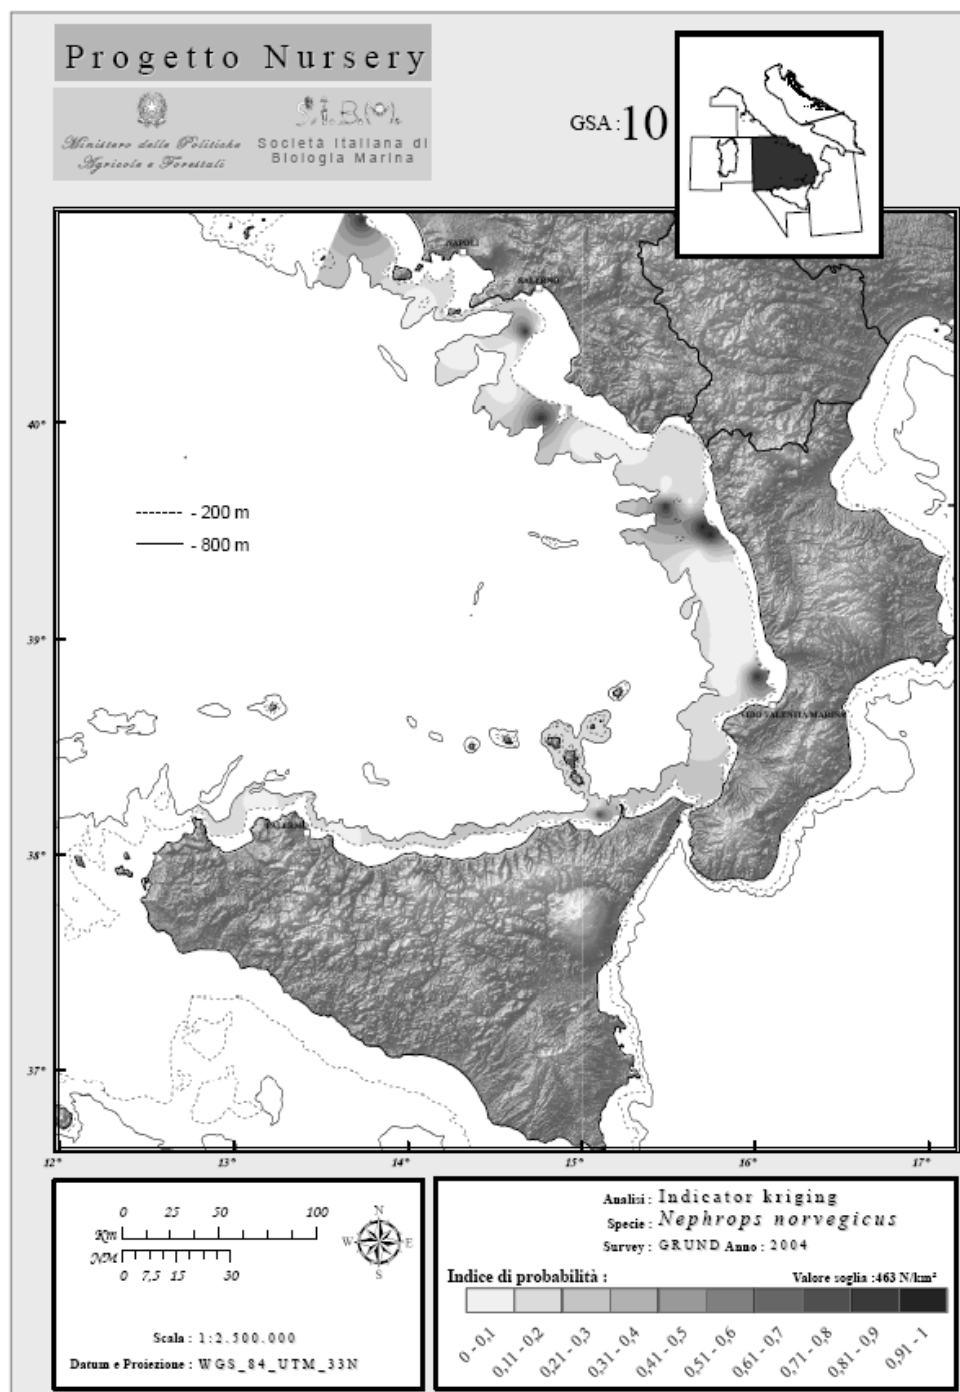 Progetto Nursery
Ministero delle Politiche
Agricole e Forestali
S.I.B.M.
Società Italiana di
Biologia Marina
GSA : 10
NAPOLI
SALERNO
40°
- 200 m
- 800 m
39°
VIBO VALENTIA MARINA
PALERMO
38°
37°
12° 13° 14° 15° 16° 17°
0 25 50 100
Km
NM
0 7,5 15 30
N
W E
S
Scala : 1:2.500.000
Datum e Proiezione : WGS_84_UTM_33N
Analisi : Indicator kriging
Specie : Nephrops norvegicus
Survey : GRUND Anno : 2004
Indice di probabilità : Valore soglia :463 N/km²
0 - 0,1 0,11 - 0,2 0,21 - 0,3 0,31 - 0,4 0,41 - 0,5 0,51 - 0,6 0,61 - 0,7 0,71 - 0,8 0,81 - 0,9 0,91 - 1